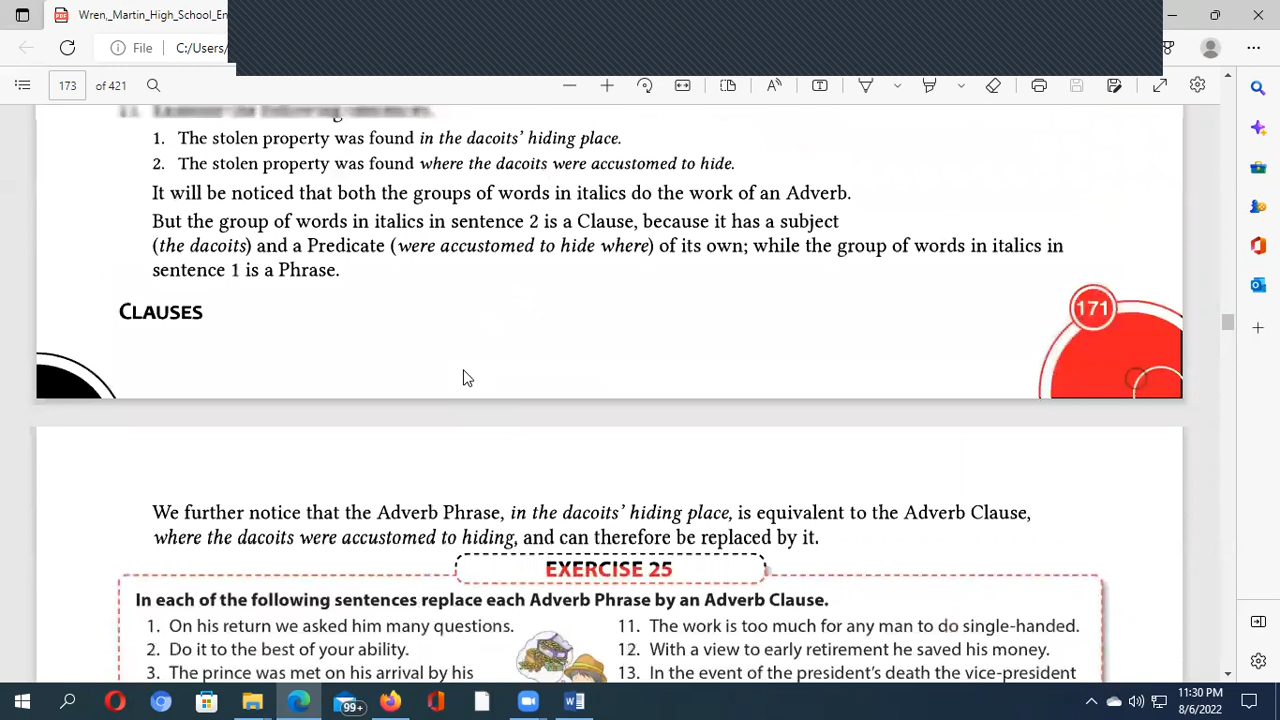 Wren_School_En
File
C:/Users/
173 of 421
1. The stolen property was found in the dacoits’ hiding place.
2. The stolen property was found where the dacoits were accustomed to hide.
It will be noticed that both the groups of words in italics do the work of an Adverb.
But the group of words in italics in sentence 2 is a Clause, because it has a subject
(the dacoits) and a Predicate (were accustomed to hide where) of its own; while the group of words in italics in
sentence 1 is a Phrase.
CLAUSES
171
We further notice that the Adverb Phrase, in the dacoits’ hiding place, is equivalent to the Adverb Clause,
where the dacoits were accustomed to hiding, and can therefore be replaced by it.
EXERCISE 25
In each of the following sentences replace each Adverb Phrase by an Adverb Clause.
1. On his return we asked him many questions.
2. Do it to the best of your ability.
3. The prince was met on his arrival by his
11. The work is too much for any man to do single-handed.
12. With a view to early retirement he saved his money.
13. In the event of the president’s death the vice-president
99+
11:30 PM
8/6/2022